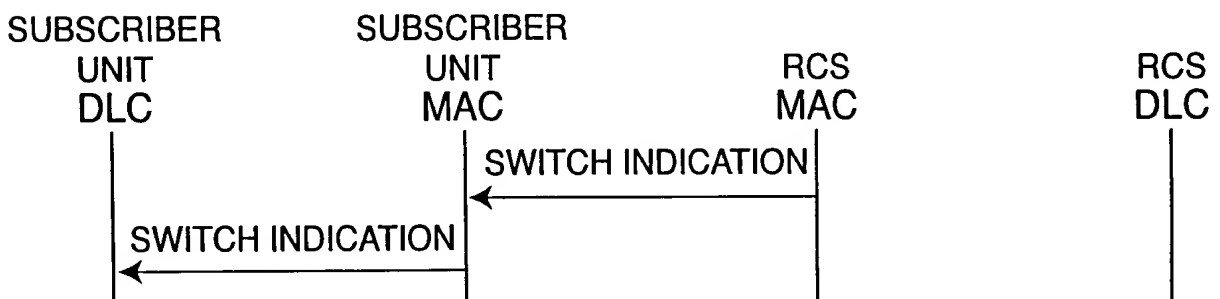 SUBSCRIBER
UNIT
DLC
SUBSCRIBER
UNIT
MAC
RCS
MAC
RCS
DLC
SWITCH INDICATION
SWITCH INDICATION